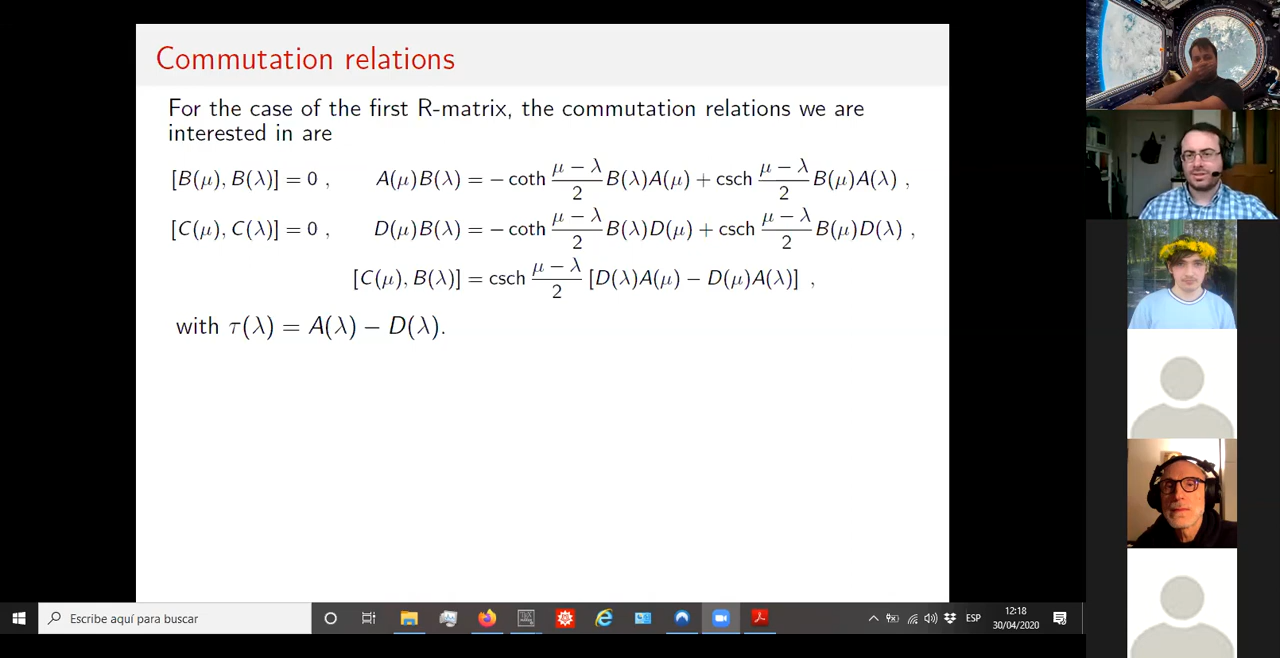 Commutation relations
For the case of the first R-matrix, the commutation relations we are
interested in are
[B(μ), B(λ)] = 0 , A(μ)B(λ) = − coth (μ − λ)/2 B(λ)A(μ) + csch (μ − λ)/2 B(μ)A(λ) ,
[C(μ), C(λ)] = 0 , D(μ)B(λ) = − coth (μ − λ)/2 B(λ)D(μ) + csch (μ − λ)/2 B(μ)D(λ) ,
[C(μ), B(λ)] = csch (μ − λ)/2 [D(λ)A(μ) − D(μ)A(λ)] ,
with τ(λ) = A(λ) − D(λ).
Escribe aquí para buscar
ESP
12:18
30/04/2020